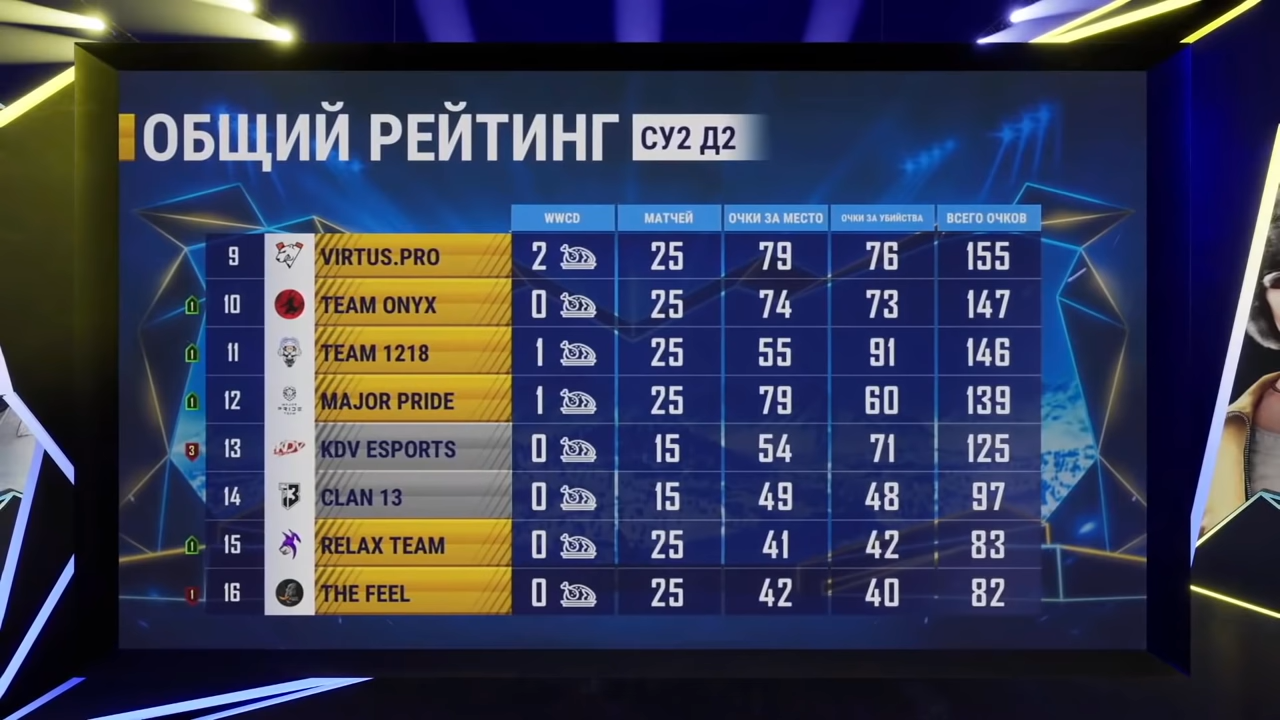 ОБЩИЙ РЕЙТИНГ СУ2 Д2
WWCD МАТЧЕЙ ОЧКИ ЗА МЕСТО ОЧКИ ЗА УБИЙСТВА ВСЕГО ОЧКОВ
9 VIRTUS.PRO 2 25 79 76 155
1 10 TEAM ONYX 0 25 74 73 147
1 11 TEAM 1218 1 25 55 91 146
1 12 MAJOR PRIDE 1 25 79 60 139
3 13 KDV KDV ESPORTS 0 15 54 71 125
14 13 CLAN 13 0 15 49 48 97
1 15 RELAX TEAM 0 25 41 42 83
1 16 THE FEEL 0 25 42 40 82